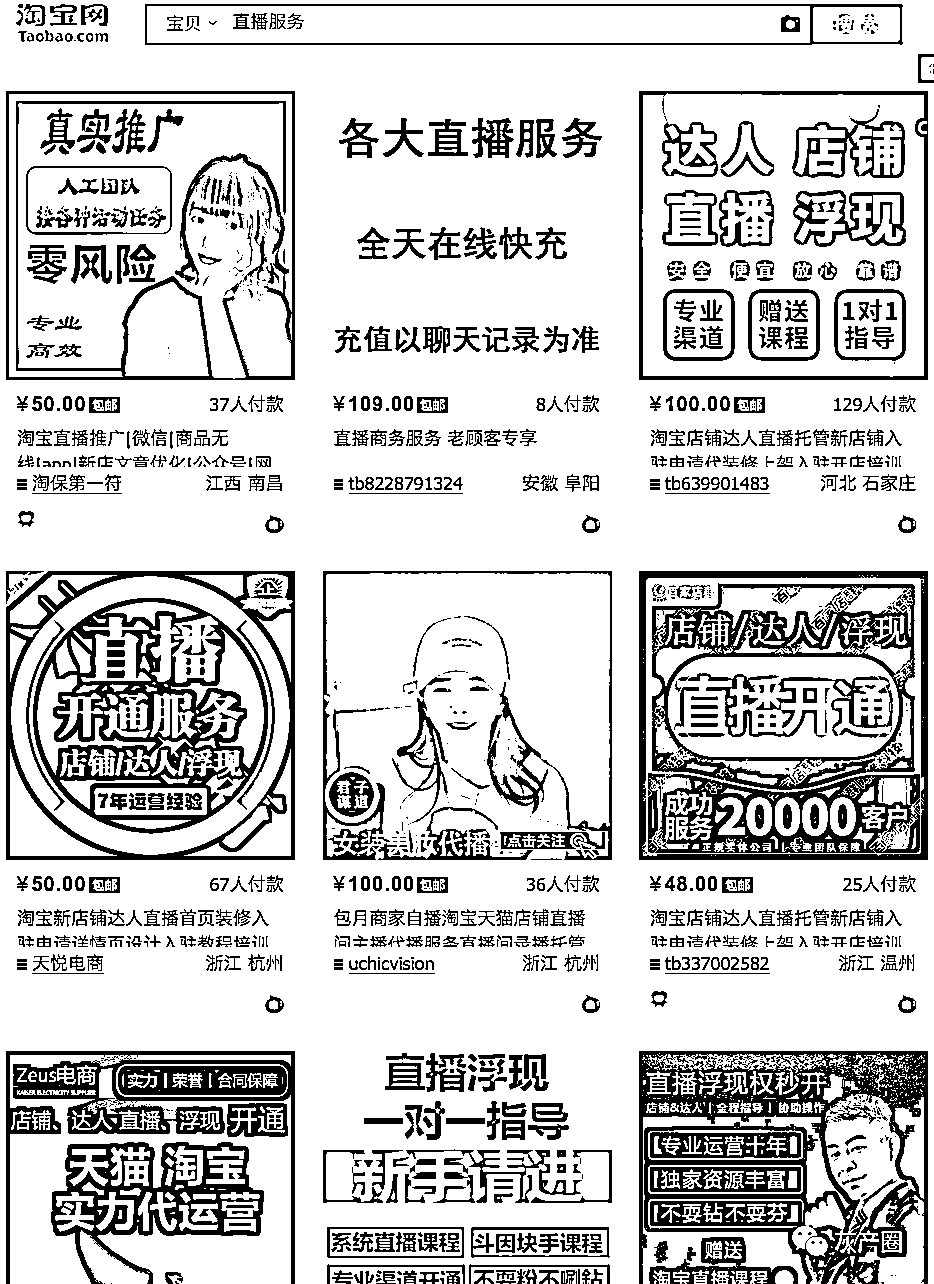 淘宝网
Taobao.com
宝贝
直播服务
搜索
真实推广
人工团队
接各种活动任务
零风险
专业
高效
¥50.00 包邮
37人付款
淘宝直播推广|微信|商品无
线|app|新店文章优化|公众号|网
淘保第一符
江西 南昌
各大直播服务
全天在线快充
充值以聊天记录为准
¥109.00 包邮
8人付款
直播商务服务 老顾客专享
tb8228791324
安徽 阜阳
达人 店铺
直播 浮现
安全 便宜 放心 靠谱
专业渠道
赠送课程
1对1指导
¥100.00 包邮
129人付款
淘宝店铺达人直播托管新店铺入
驻申请代装修上架入驻开店培训
tb639901483
河北 石家庄
直播
开通服务
店铺/达人/浮现
7年运营经验
¥50.00 包邮
67人付款
淘宝新店铺达人直播首页装修入
驻申请详情页设计入驻教程培训
天悦电商
浙江 杭州
君子
谋道
女装美妆代播
点击关注
¥100.00 包邮
36人付款
包月商家自播淘宝天猫店铺直播
间主播代播服务直播间录播托管
uchicvision
浙江 杭州
店铺/达人/浮现
直播开通
成功
服务
20000
客户
正规实体公司 | 专业团队保障
¥48.00 包邮
25人付款
淘宝店铺达人直播托管新店铺入
驻申请代装修上架入驻开店培训
tb337002582
浙江 温州
Zeus电商
KAISER ELECTRICITY SUPPLIER
实力 | 荣誉 | 合同保障
店铺、达人直播、浮现 开通
天猫 淘宝
实力代运营
直播浮现
一对一指导
新手请进
系统直播课程
斗因块手课程
专业渠道开通
不耍粉不唰钻
直播浮现权秒开
店铺&达人 | 全程指导 | 协助操作
专业运营十年
独家资源丰富
不耍钻不耍芬
赠送
淘宝直播课程
灰产圈